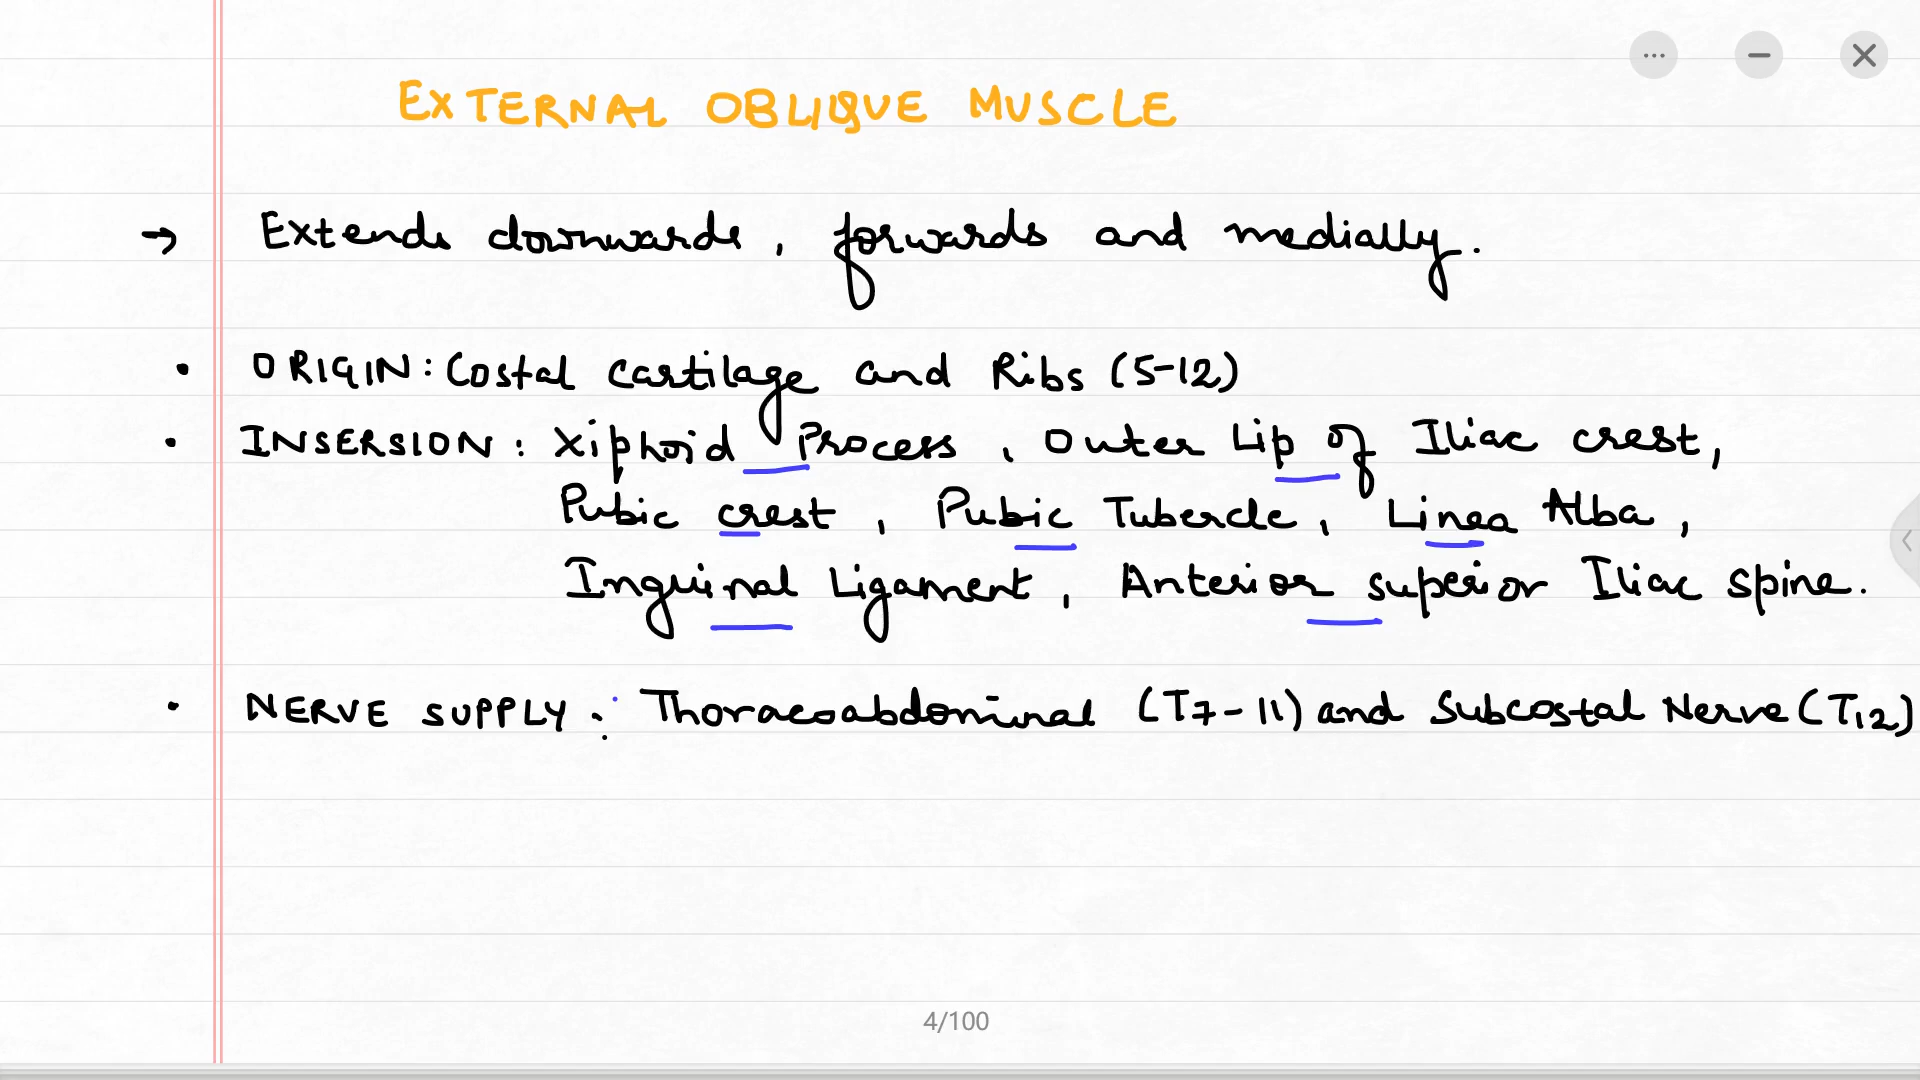 EXTERNAL OBLIQUE MUSCLE
→ Extends downwards, forwards and medially.
• ORIGIN: Costal cartilage and Ribs (5-12)
• INSERSION: Xiphoid Process, Outer Lip of Iliac crest,
Pubic crest, Pubic Tubercle, Linea Alba,
Inguinal Ligament, Anterior superior Iliac spine.
• NERVE SUPPLY: Thoracoabdominal (T7-11) and Subcostal Nerve (T12)
4/100